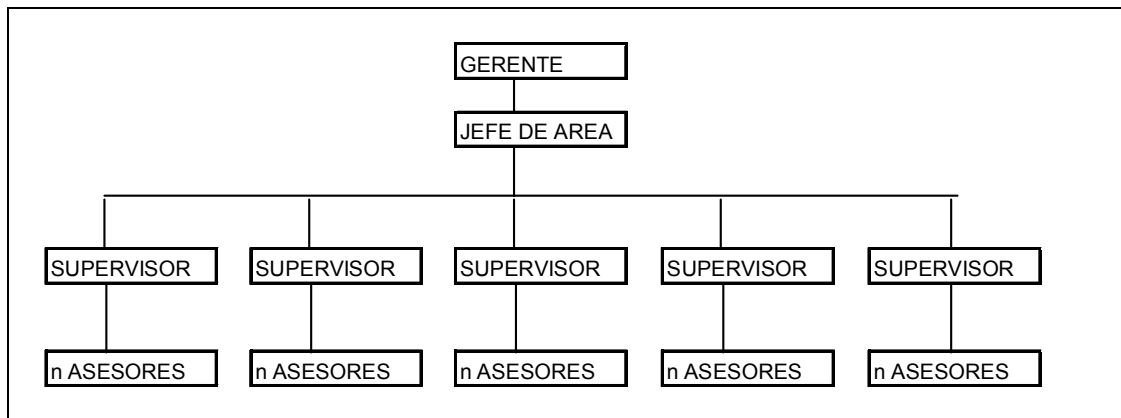 GERENTE
JEFE DE AREA
SUPERVISOR
SUPERVISOR
SUPERVISOR
SUPERVISOR
SUPERVISOR
n ASESORES
n ASESORES
n ASESORES
n ASESORES
n ASESORES